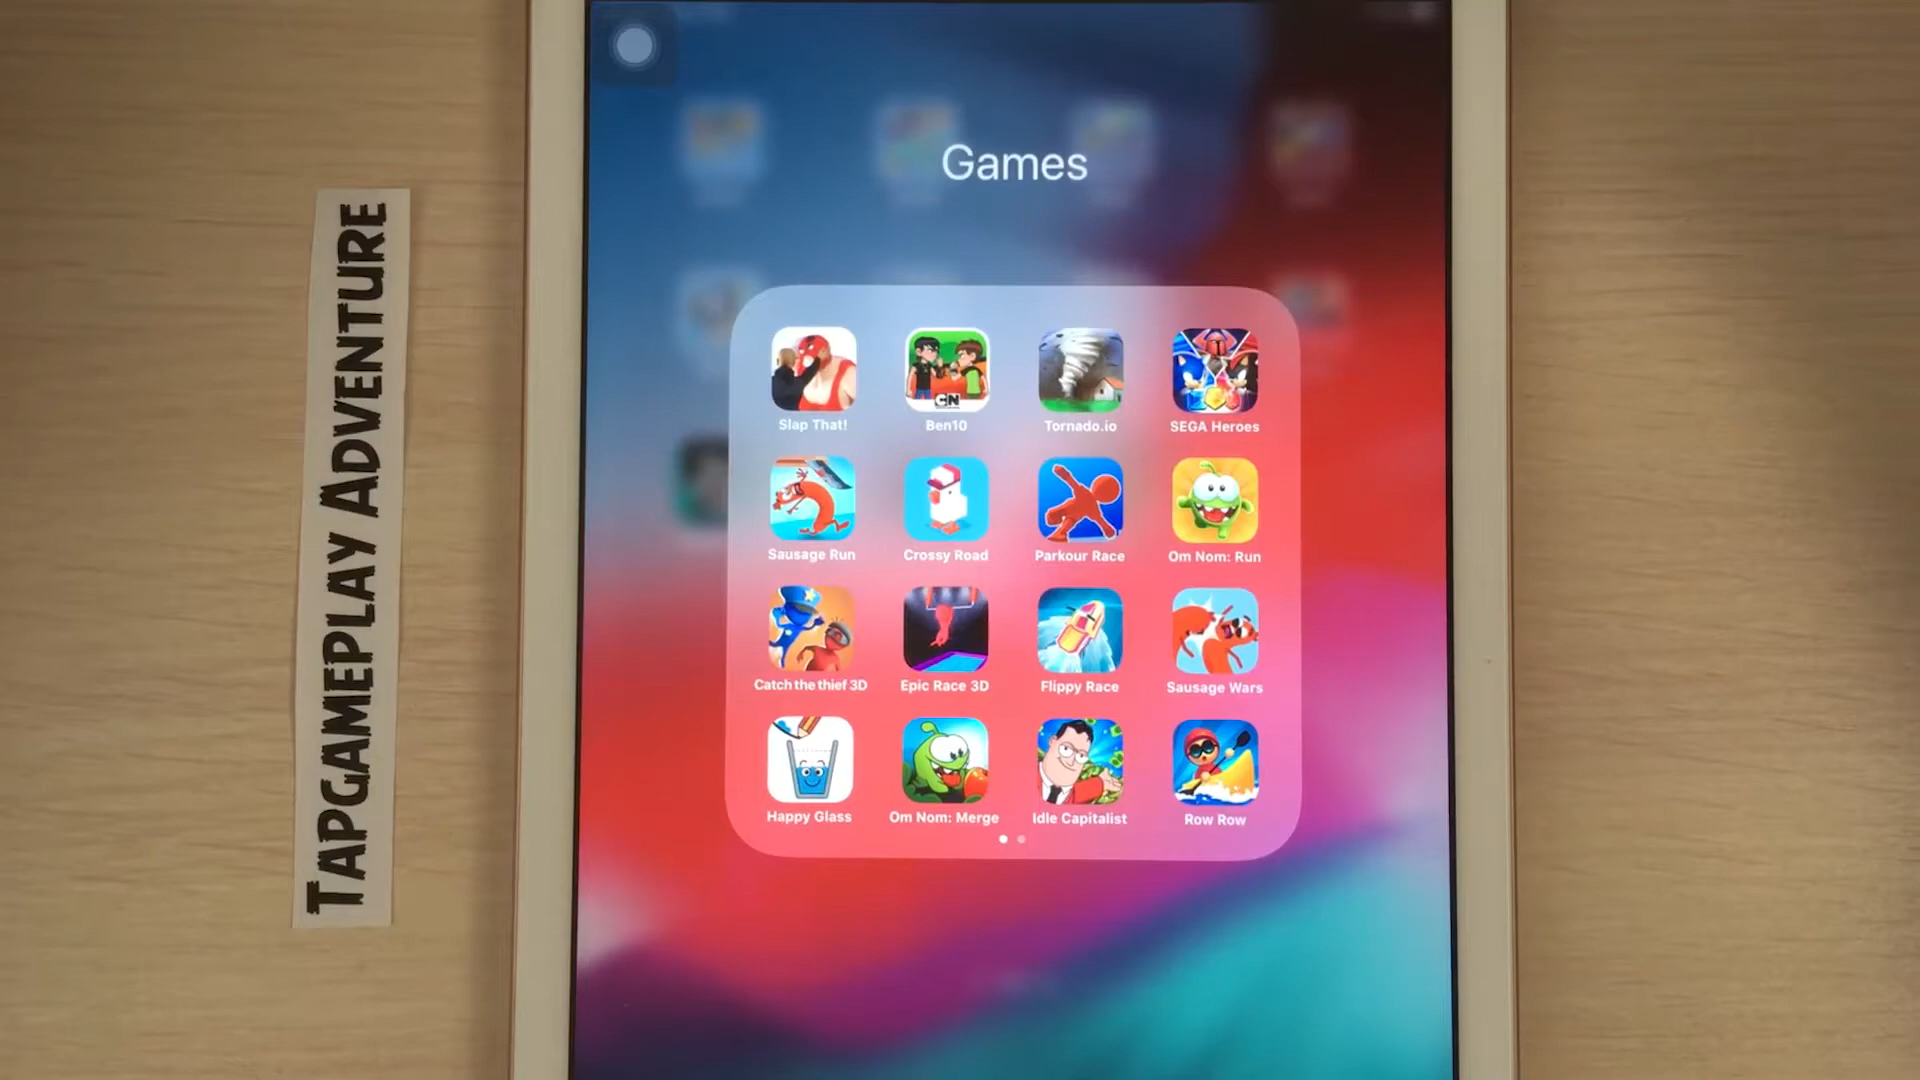 TAPGAMEPLAY ADVENTURE
Games
Slap That!
CN
Ben10
Tornado.io
SEGA Heroes
Sausage Run
Crossy Road
Parkour Race
Om Nom: Run
Catch the thief 3D
Epic Race 3D
Flippy Race
Sausage Wars
Happy Glass
Om Nom: Merge
Idle Capitalist
Row Row